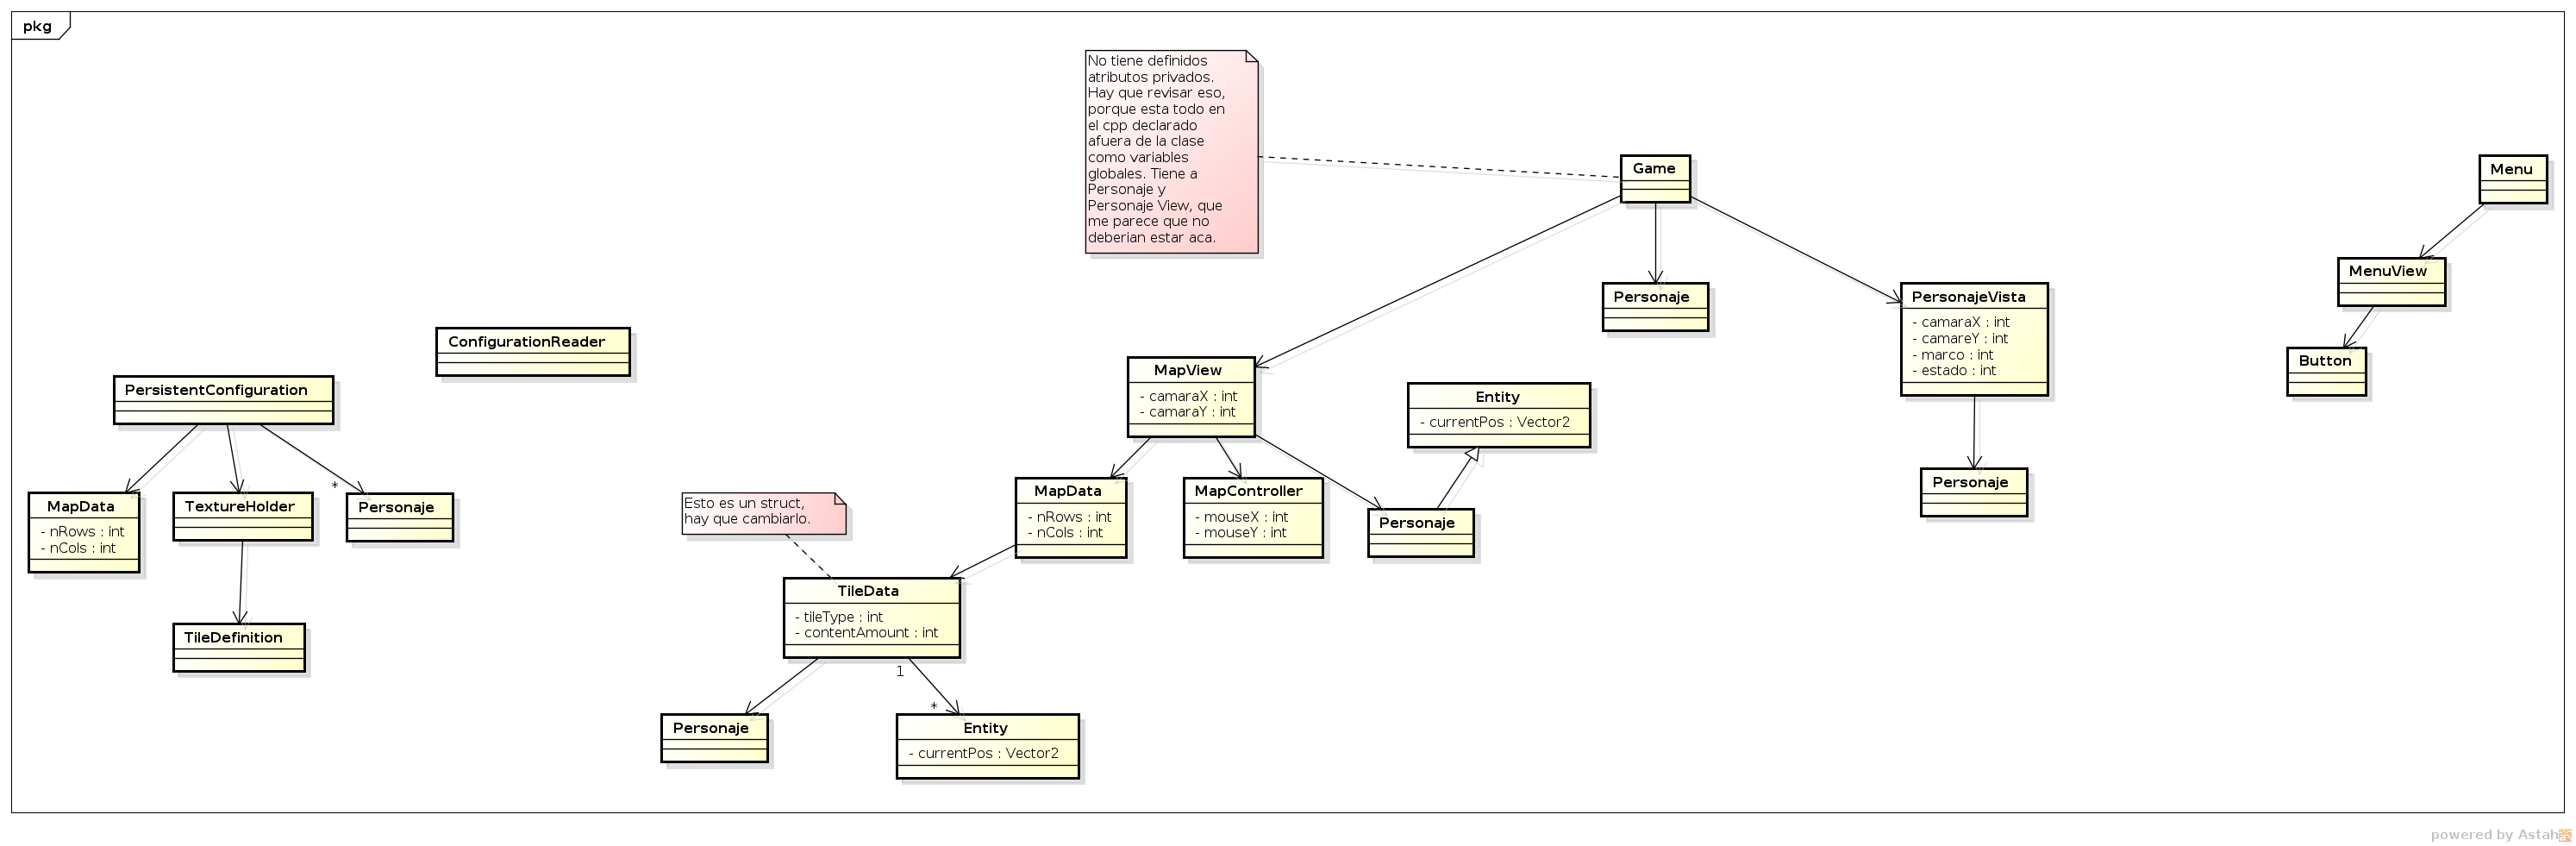 pkg
No tiene definidos
atributos privados.
Hay que revisar eso,
porque esta todo en
el cpp declarado
afuera de la clase
como variables
globales. Tiene a
Personaje y
Personaje View, que
me parece que no
deberian estar aca.
Game
Menu
MenuView
Button
Personaje
PersonajeVista
- camaraX : int
- camareY : int
- marco : int
- estado : int
Personaje
ConfigurationReader
PersistentConfiguration
MapData
- nRows : int
- nCols : int
TextureHolder
*
Personaje
TileDefinition
MapView
- camaraX : int
- camaraY : int
Entity
- currentPos : Vector2
MapData
- nRows : int
- nCols : int
MapController
- mouseX : int
- mouseY : int
Personaje
Esto es un struct,
hay que cambiarlo.
TileData
- tileType : int
- contentAmount : int
1
*
Personaje
Entity
- currentPos : Vector2
powered by Astah